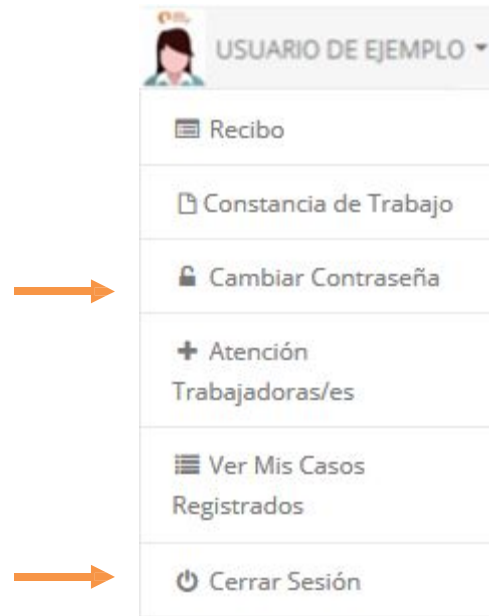 USUARIO DE EJEMPLO
Recibo
Constancia de Trabajo
Cambiar Contraseña
Atención
Trabajadoras/es
Ver Mis Casos
Registrados
Cerrar Sesión